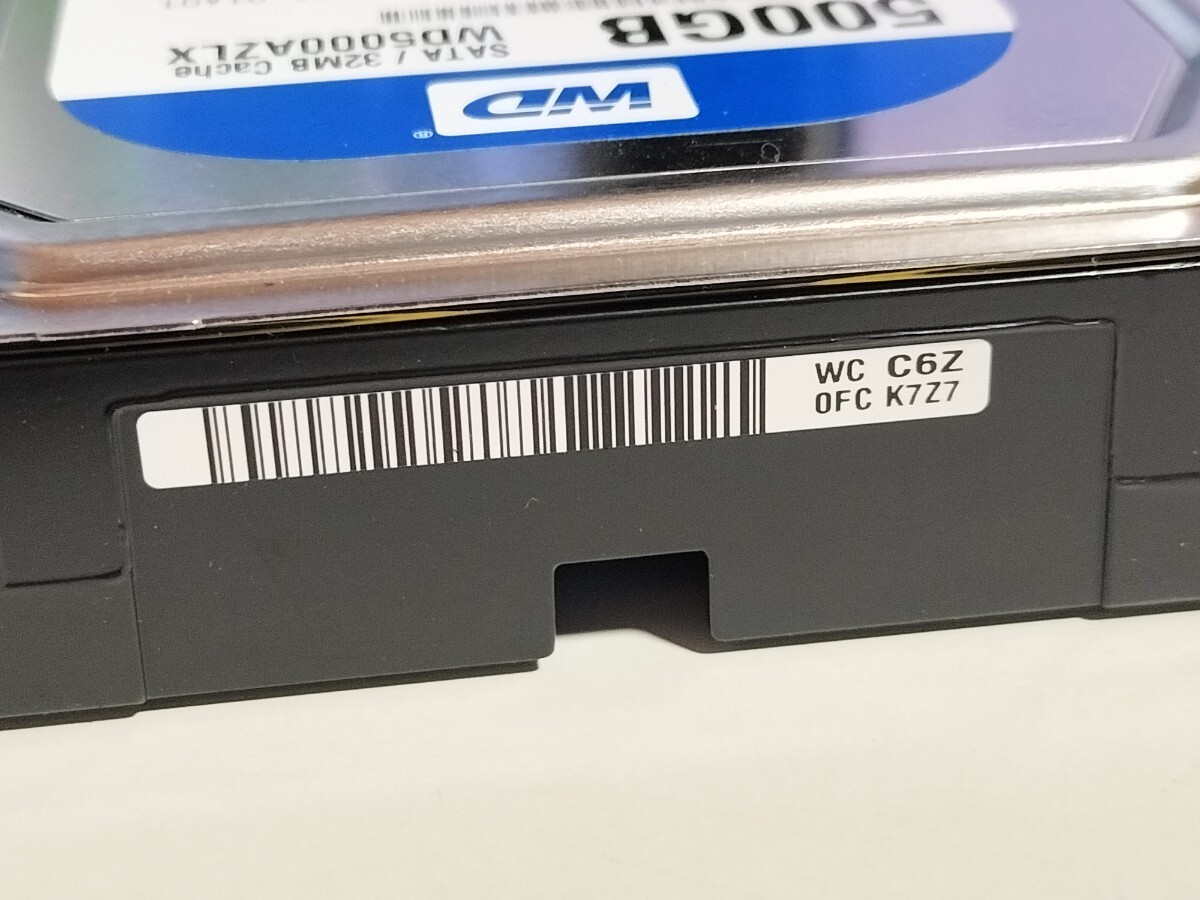 WD®
500GB
WD5000AZLX
SATA / 32MB Cache
WC C6Z
0FC K7Z7